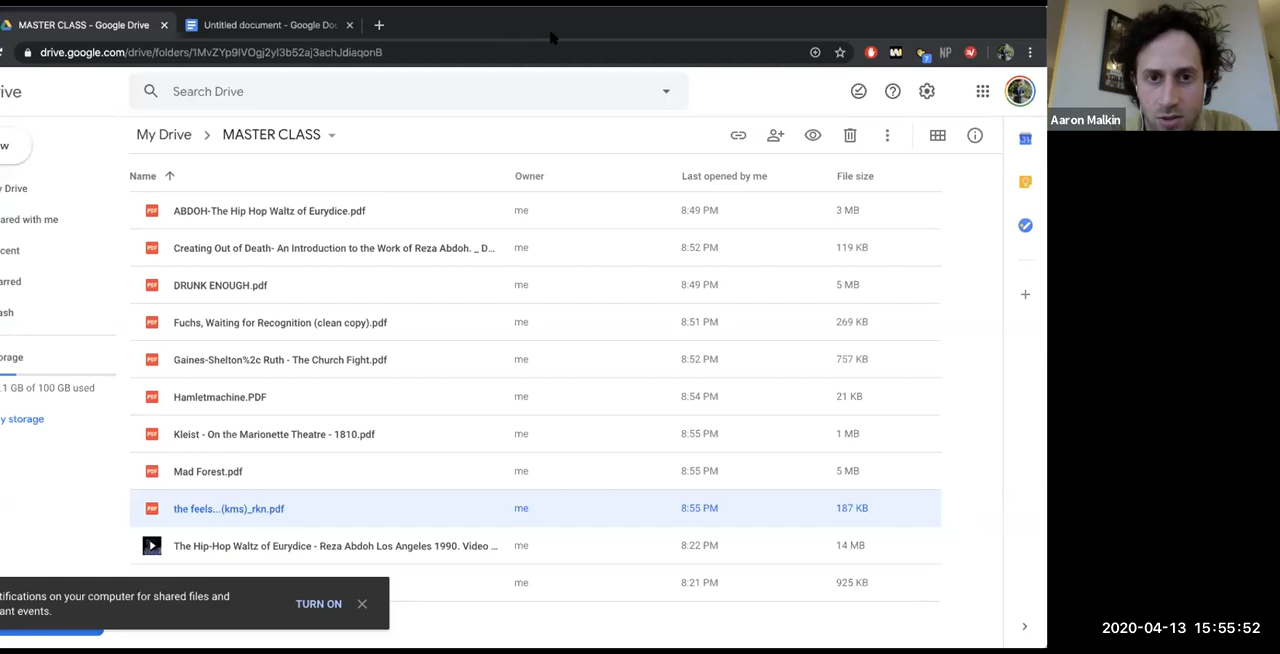 MASTER CLASS - Google Drive
Untitled document - Google Doc
drive.google.com/drive/folders/1MvZYp9IVOgj2yl3b52aj3achJdiaqonB
NP
ive
Search Drive
Aaron Malkin
My Drive > MASTER CLASS
w
Name Owner Last opened by me File size
y Drive
ABDOH-The Hip Hop Waltz of Eurydice.pdf me 8:49 PM 3 MB
ared with me
Creating Out of Death- An Introduction to the Work of Reza Abdoh. _ D... me 8:52 PM 119 KB
cent
DRUNK ENOUGH.pdf me 8:49 PM 5 MB
arred
Fuchs, Waiting for Recognition (clean copy).pdf me 8:51 PM 269 KB
ash
Gaines-Shelton%2c Ruth - The Church Fight.pdf me 8:52 PM 757 KB
orage
.1 GB of 100 GB used
Hamletmachine.PDF me 8:54 PM 21 KB
y storage
Kleist - On the Marionette Theatre - 1810.pdf me 8:55 PM 1 MB
Mad Forest.pdf me 8:55 PM 5 MB
the feels...(kms)_rkn.pdf me 8:55 PM 187 KB
The Hip-Hop Waltz of Eurydice - Reza Abdoh Los Angeles 1990. Video ... me 8:22 PM 14 MB
me 8:21 PM 925 KB
tifications on your computer for shared files and
ant events.
TURN ON
2020-04-13 15:55:52